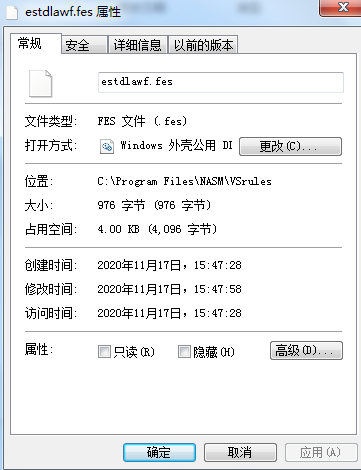 estdlawf.fes 属性
常规 安全 详细信息 以前的版本
estdlawf.fes
文件类型: FES 文件 (.fes)
打开方式: Windows 外壳公用 Dl 更改(C)...
位置: C:\Program Files\NASM\VSrules
大小: 976 字节 (976 字节)
占用空间: 4.00 KB (4,096 字节)
创建时间: 2020年11月17日，15:47:28
修改时间: 2020年11月17日，15:47:58
访问时间: 2020年11月17日，15:47:28
属性: 只读(R) 隐藏(H) 高级(D)...
确定 取消 应用(A)